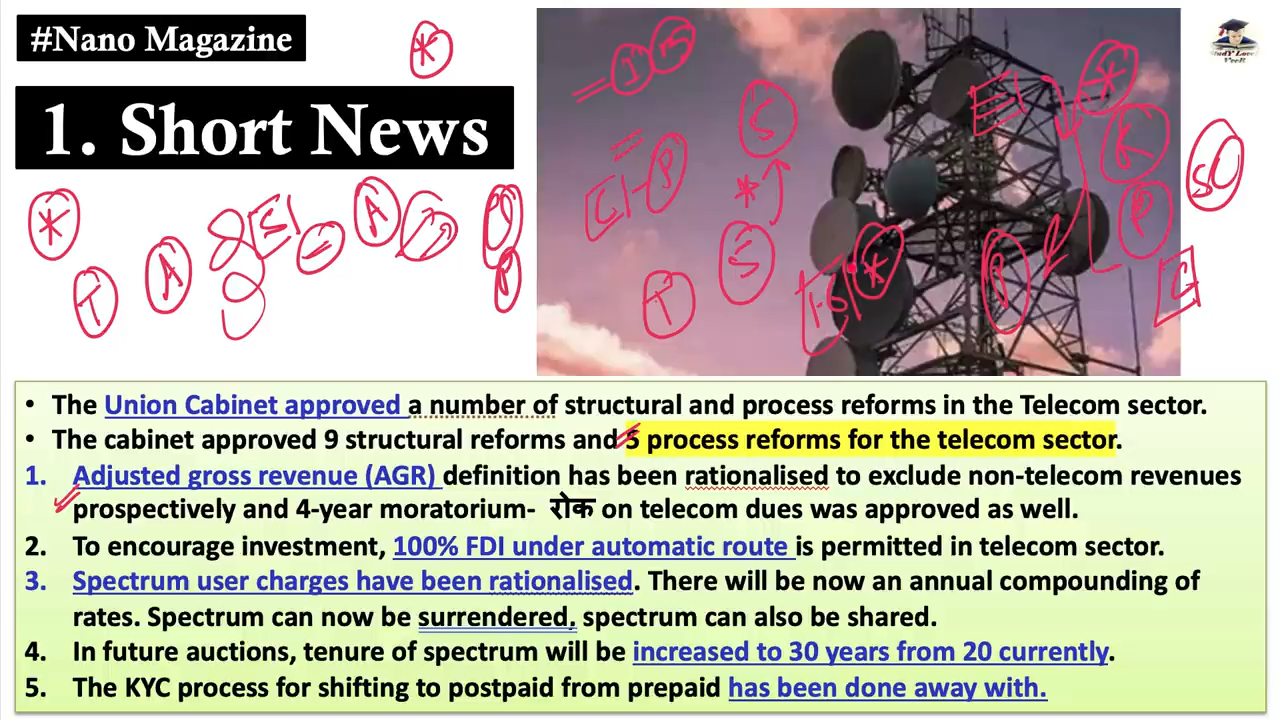 #Nano Magazine
1. Short News
• The Union Cabinet approved a number of structural and process reforms in the Telecom sector.
• The cabinet approved 9 structural reforms and 5 process reforms for the telecom sector.
1. Adjusted gross revenue (AGR) definition has been rationalised to exclude non-telecom revenues
prospectively and 4-year moratorium- रोक on telecom dues was approved as well.
2. To encourage investment, 100% FDI under automatic route is permitted in telecom sector.
3. Spectrum user charges have been rationalised. There will be now an annual compounding of
rates. Spectrum can now be surrendered, spectrum can also be shared.
4. In future auctions, tenure of spectrum will be increased to 30 years from 20 currently.
5. The KYC process for shifting to postpaid from prepaid has been done away with.